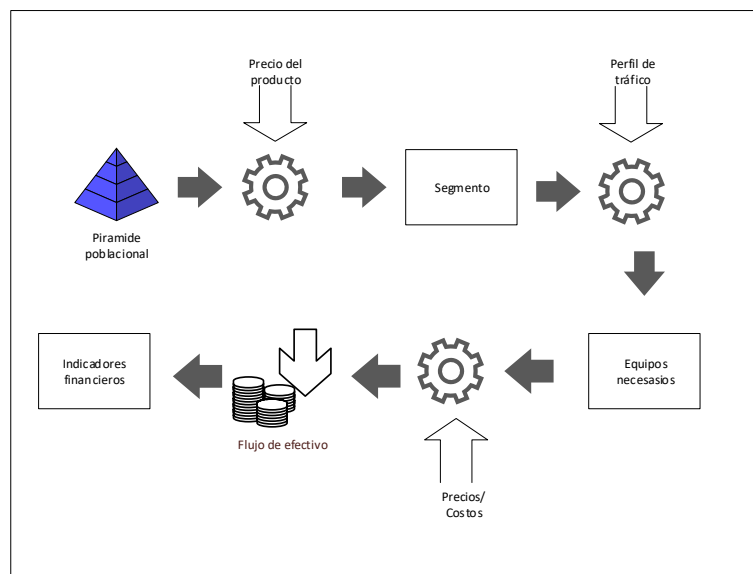 Precio del
producto
Perfil de
tráfico
Segmento
Piramide
poblacional
Indicadores
financieros
Equipos
necesasios
Flujo de efectivo
Precios/
Costos